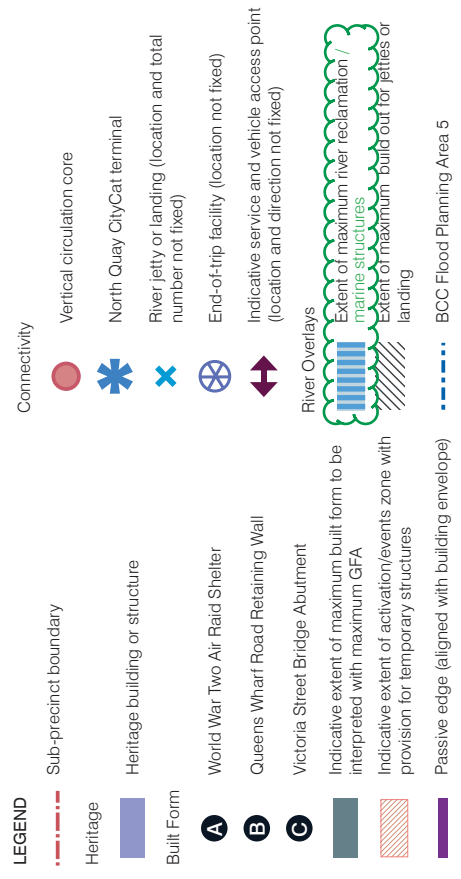 LEGEND
Sub-precinct boundary
Heritage
Heritage building or structure
Built Form
A World War Two Air Raid Shelter
B Queens Wharf Road Retaining Wall
C Victoria Street Bridge Abutment
Indicative extent of maximum built form to be
interpreted with maximum GFA
Indicative extent of activation/events zone with
provision for temporary structures
Passive edge (aligned with building envelope)
Connectivity
Vertical circulation core
North Quay CityCat terminal
River jetty or landing (location and total
number not fixed)
End-of-trip facility (location not fixed)
Indicative service and vehicle access point
(location and direction not fixed)
River Overlays
Extent of maximum river reclamation /
marine structures
Extent of maximum build out for jetties or
landing
BCC Flood Planning Area 5